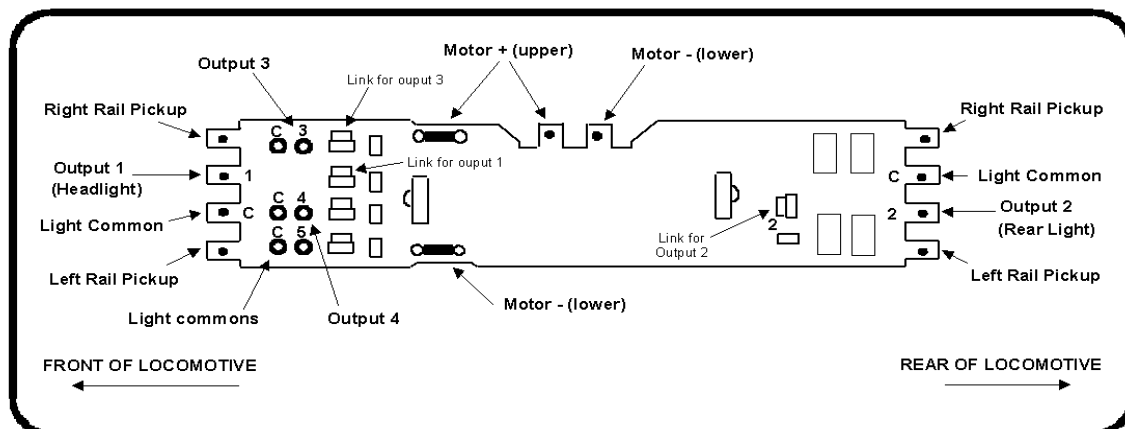 Motor + (upper)
Motor - (lower)
Output 3
Link for ouput 3
Right Rail Pickup
Right Rail Pickup
C 3
Link for ouput 1
Output 1
(Headlight)
1
C
Light Common
Light Common
C
C 4
2
Output 2
(Rear Light)
C 5
2
Link for
Output 2
Left Rail Pickup
Left Rail Pickup
Light commons
Output 4
Motor - (lower)
FRONT OF LOCOMOTIVE
REAR OF LOCOMOTIVE